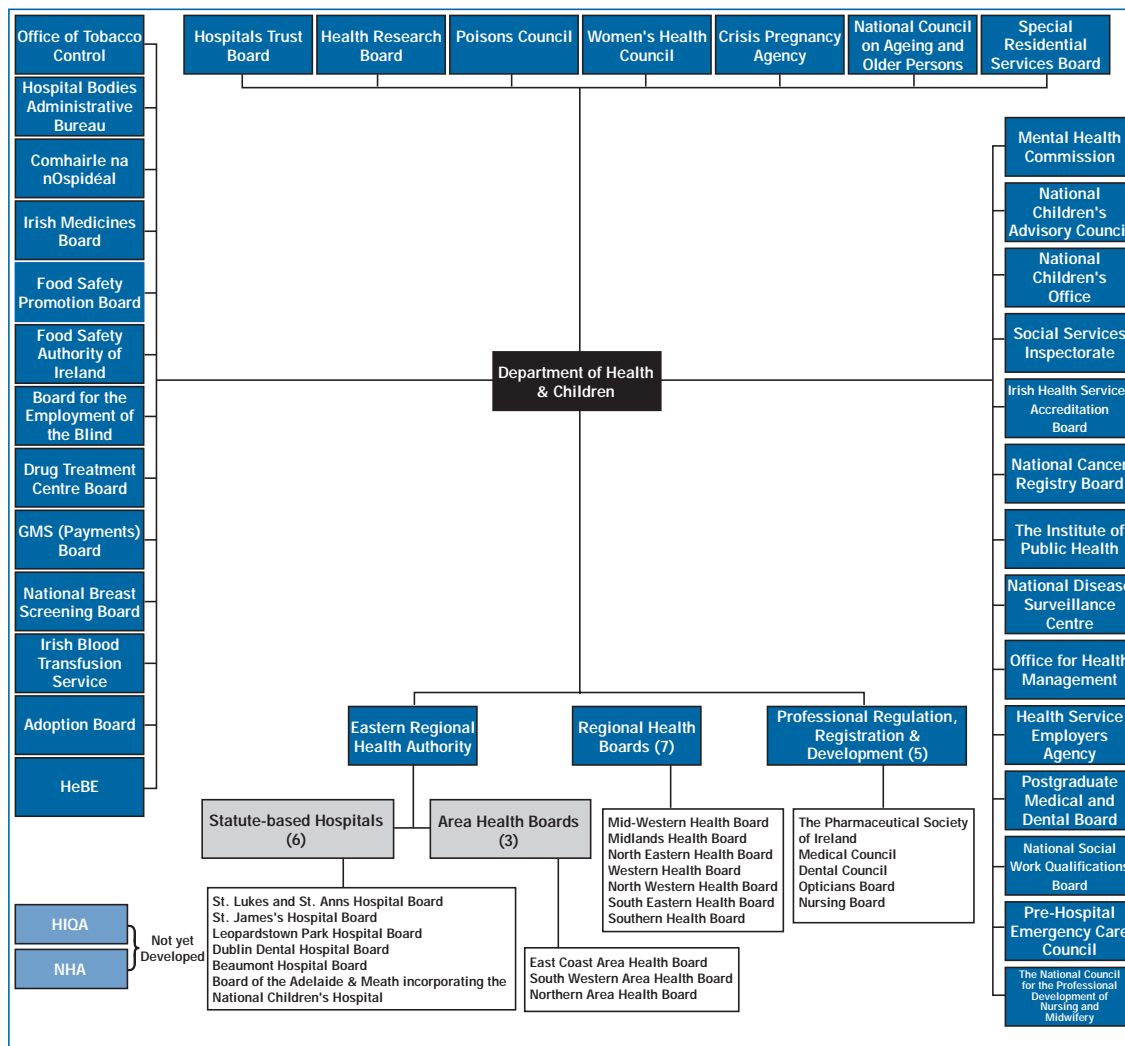 Office of Tobacco
Control
Hospitals Trust
Board
Health Research
Board
Poisons Council
Women's Health
Council
Crisis Pregnancy
Agency
National Council
on Ageing and
Older Persons
Special
Residential
Services Board
Hospital Bodies
Administrative
Bureau
Comhairle na
nOspidéal
Irish Medicines
Board
Food Safety
Promotion Board
Food Safety
Authority of
Ireland
Board for the
Employment of
the Blind
Drug Treatment
Centre Board
GMS (Payments)
Board
National Breast
Screening Board
Irish Blood
Transfusion
Service
Adoption Board
HeBE
Department of Health
& Children
Mental Health
Commission
National
Children's
Advisory Counci
National
Children's
Office
Social Services
Inspectorate
Irish Health Service
Accreditation
Board
National Cancer
Registry Board
The Institute of
Public Health
National Disease
Surveillance
Centre
Office for Health
Management
Health Service
Employers
Agency
Postgraduate
Medical and
Dental Board
National Social
Work Qualifications
Board
Pre-Hospital
Emergency Care
Council
The National Council
for the Professional
Development of
Nursing and
Midwifery
Eastern Regional
Health Authority
Regional Health
Boards (7)
Professional Regulation,
Registration &
Development (5)
Statute-based Hospitals
(6)
Area Health Boards
(3)
Mid-Western Health Board
Midlands Health Board
North Eastern Health Board
Western Health Board
North Western Health Board
South Eastern Health Board
Southern Health Board
The Pharmaceutical Society
of Ireland
Medical Council
Dental Council
Opticians Board
Nursing Board
St. Lukes and St. Anns Hospital Board
St. James's Hospital Board
Leopardstown Park Hospital Board
Dublin Dental Hospital Board
Beaumont Hospital Board
Board of the Adelaide & Meath incorporating the
National Children's Hospital
East Coast Area Health Board
South Western Area Health Board
Northern Area Health Board
HIQA
NHA
Not yet
Developed